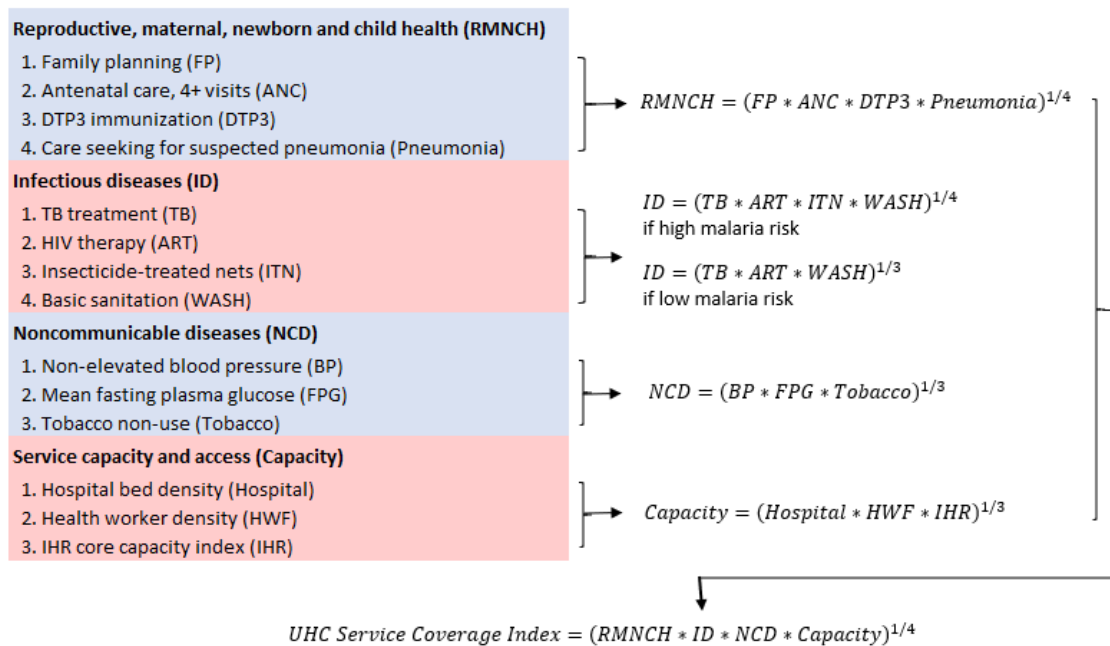 Reproductive, maternal, newborn and child health (RMNCH)
1. Family planning (FP)
2. Antenatal care, 4+ visits (ANC)
3. DTP3 immunization (DTP3)
4. Care seeking for suspected pneumonia (Pneumonia)
RMNCH = (FP * ANC * DTP3 * Pneumonia)^{1/4}
Infectious diseases (ID)
1. TB treatment (TB)
2. HIV therapy (ART)
3. Insecticide-treated nets (ITN)
4. Basic sanitation (WASH)
ID = (TB * ART * ITN * WASH)^{1/4}
if high malaria risk
ID = (TB * ART * WASH)^{1/3}
if low malaria risk
Noncommunicable diseases (NCD)
1. Non-elevated blood pressure (BP)
2. Mean fasting plasma glucose (FPG)
3. Tobacco non-use (Tobacco)
NCD = (BP * FPG * Tobacco)^{1/3}
Service capacity and access (Capacity)
1. Hospital bed density (Hospital)
2. Health worker density (HWF)
3. IHR core capacity index (IHR)
Capacity = (Hospital * HWF * IHR)^{1/3}
UHC Service Coverage Index = (RMNCH * ID * NCD * Capacity)^{1/4}